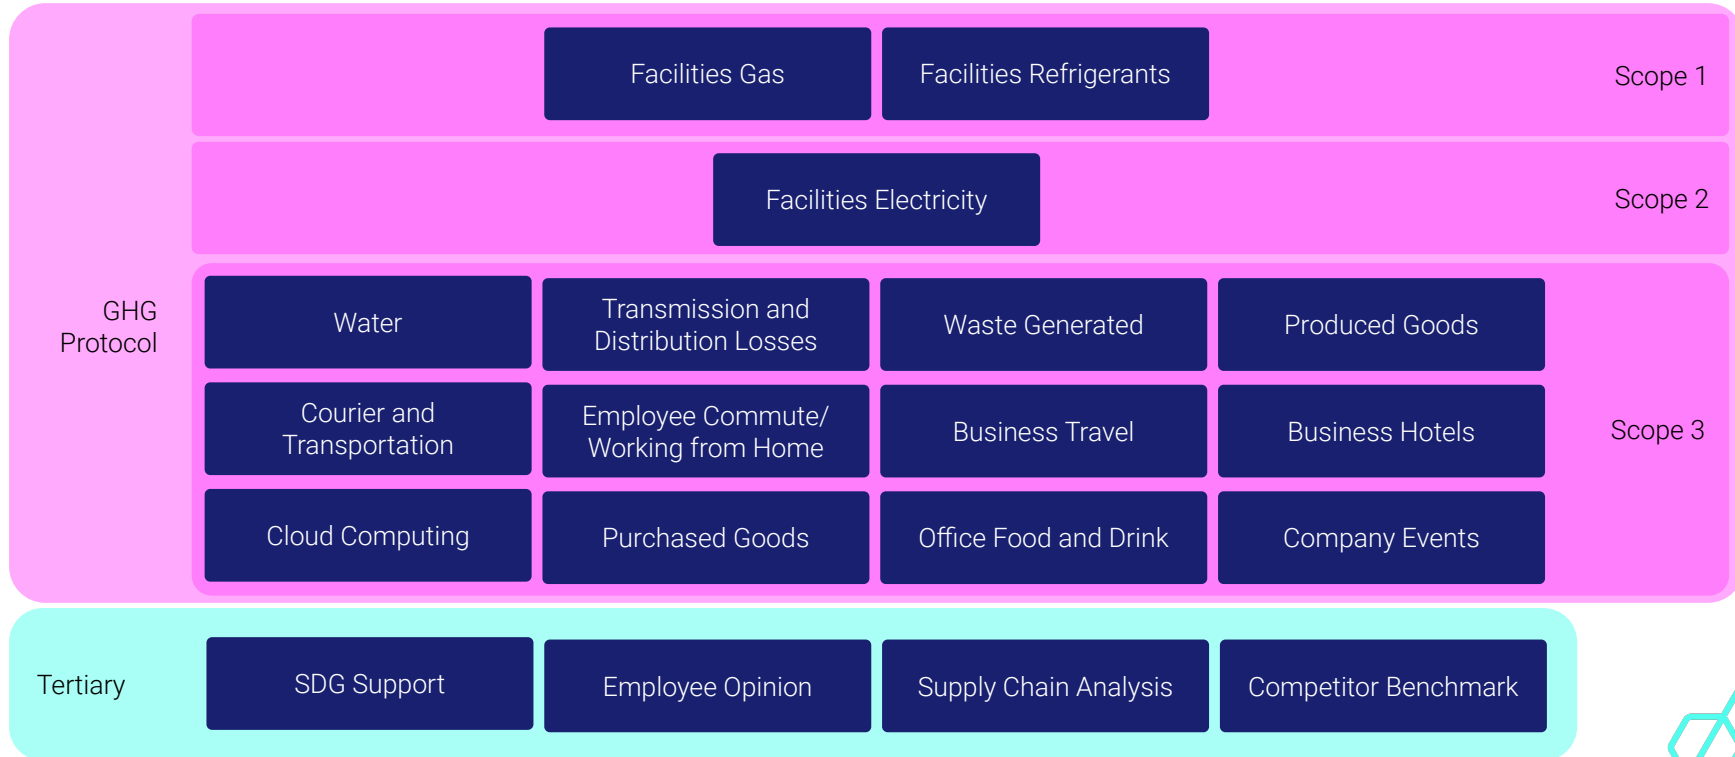 Facilities Gas
Facilities Refrigerants
Scope 1
Facilities Electricity
Scope 2
GHG
Protocol
Water
Transmission and
Distribution Losses
Waste Generated
Produced Goods
Courier and
Transportation
Employee Commute/
Working from Home
Business Travel
Business Hotels
Scope 3
Cloud Computing
Purchased Goods
Office Food and Drink
Company Events
Tertiary
SDG Support
Employee Opinion
Supply Chain Analysis
Competitor Benchmark